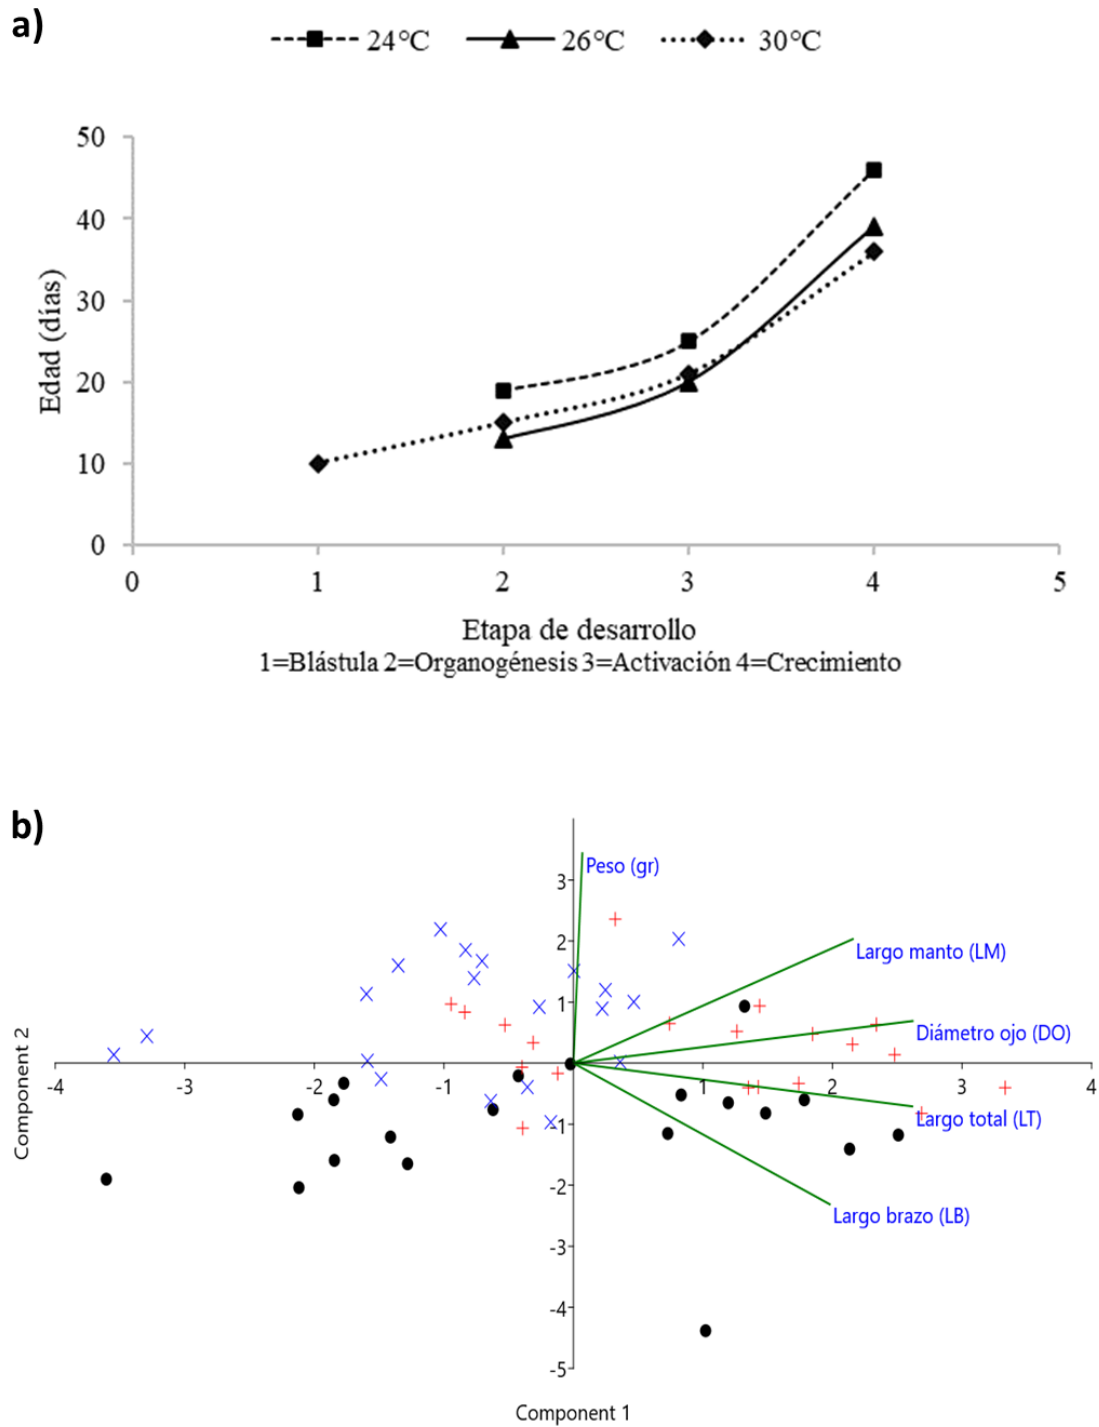 a)
24°C 26°C 30°C
50
40
30
20
10
0
Edad (días)
0 1 2 3 4 5
Etapa de desarrollo
1=Blástula 2=Organogénesis 3=Activación 4=Crecimiento
b)
Peso (gr)
3
2
Largo manto (LM)
1
Diámetro ojo (DO)
-4 -3 -2 -1 1 2 3 4
Largo total (LT)
-1
-2
Largo brazo (LB)
-3
-4
-5
Component 2
Component 1